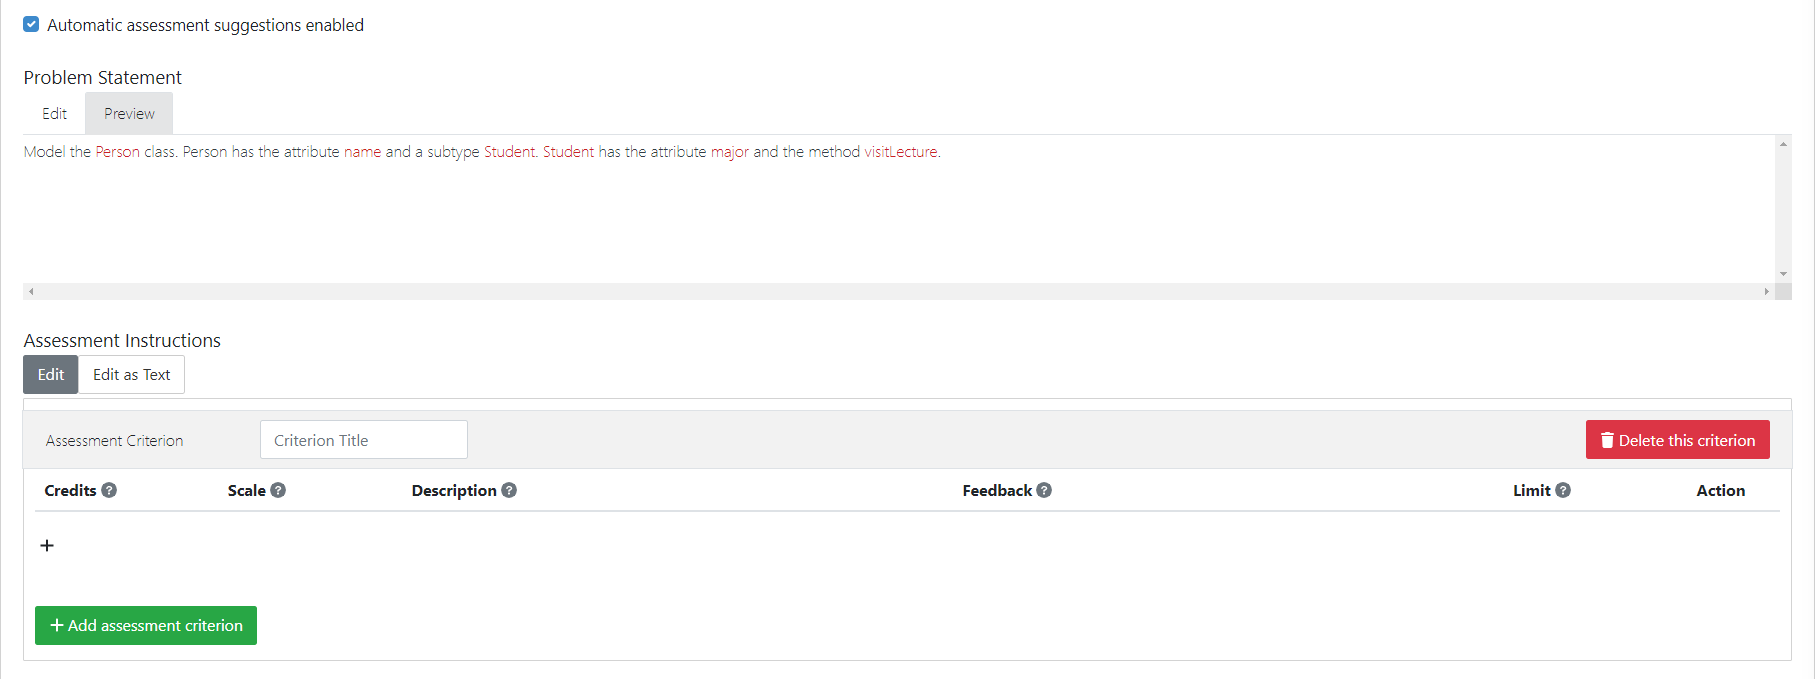 Automatic assessment suggestions enabled
Problem Statement
Edit Preview
Model the Person class. Person has the attribute name and a subtype Student. Student has the attribute major and the method visitLecture.
Assessment Instructions
Edit Edit as Text
Assessment Criterion Criterion Title Delete this criterion
Credits ? Scale ? Description ? Feedback ? Limit ? Action
+
+ Add assessment criterion